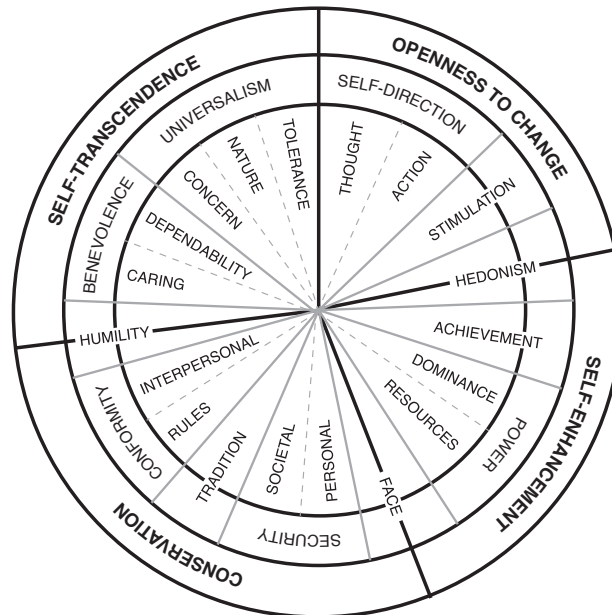 SELF-TRANSCENDENCE
OPENNESS TO CHANGE
SELF-ENHANCEMENT
CONSERVATION
UNIVERSALISM
SELF-DIRECTION
STIMULATION
HEDONISM
ACHIEVEMENT
POWER
FACE
SECURITY
TRADITION
CONFORMITY
HUMILITY
BENEVOLENCE
NATURE
TOLERANCE
THOUGHT
ACTION
CONCERN
DEPENDABILITY
CARING
DOMINANCE
RESOURCES
INTERPERSONAL
RULES
SOCIETAL
PERSONAL